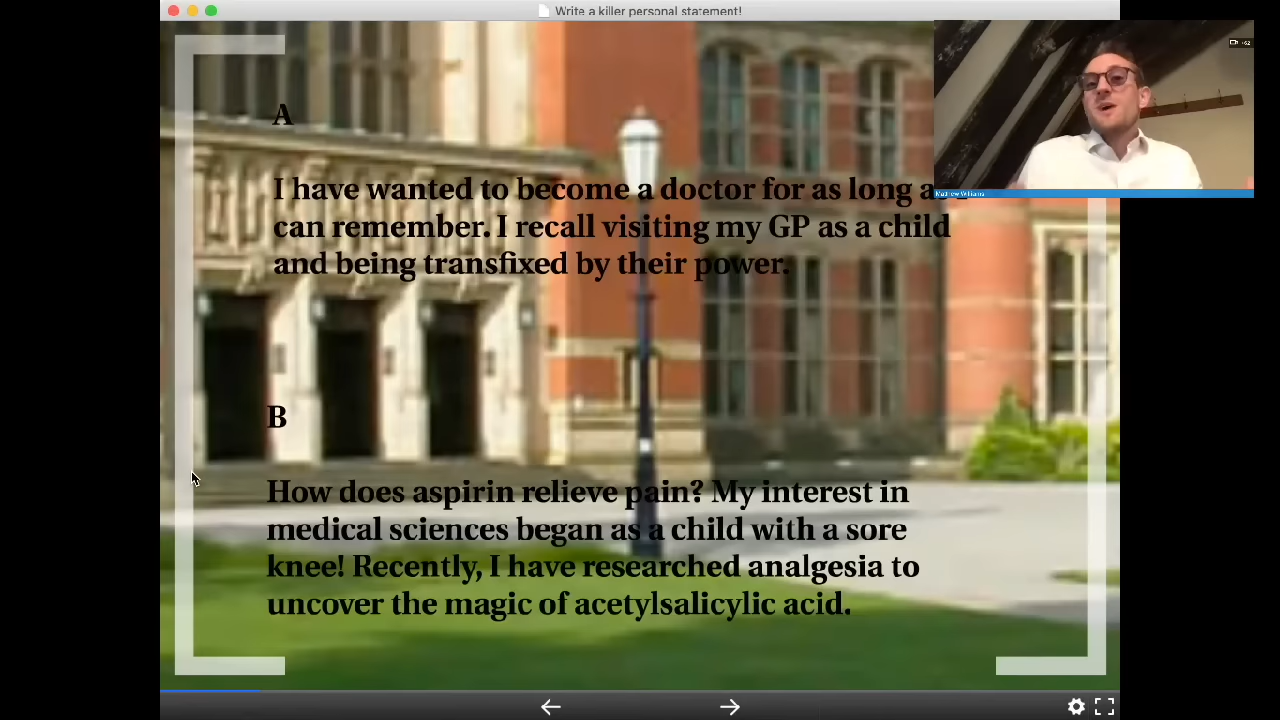 Write a killer personal statement!
A
I have wanted to become a doctor for as long
can remember. I recall visiting my GP as a child
and being transfixed by their power.
B
How does aspirin relieve pain? My interest in
medical sciences began as a child with a sore
knee! Recently, I have researched analgesia to
uncover the magic of acetylsalicylic acid.
Matthew Williams